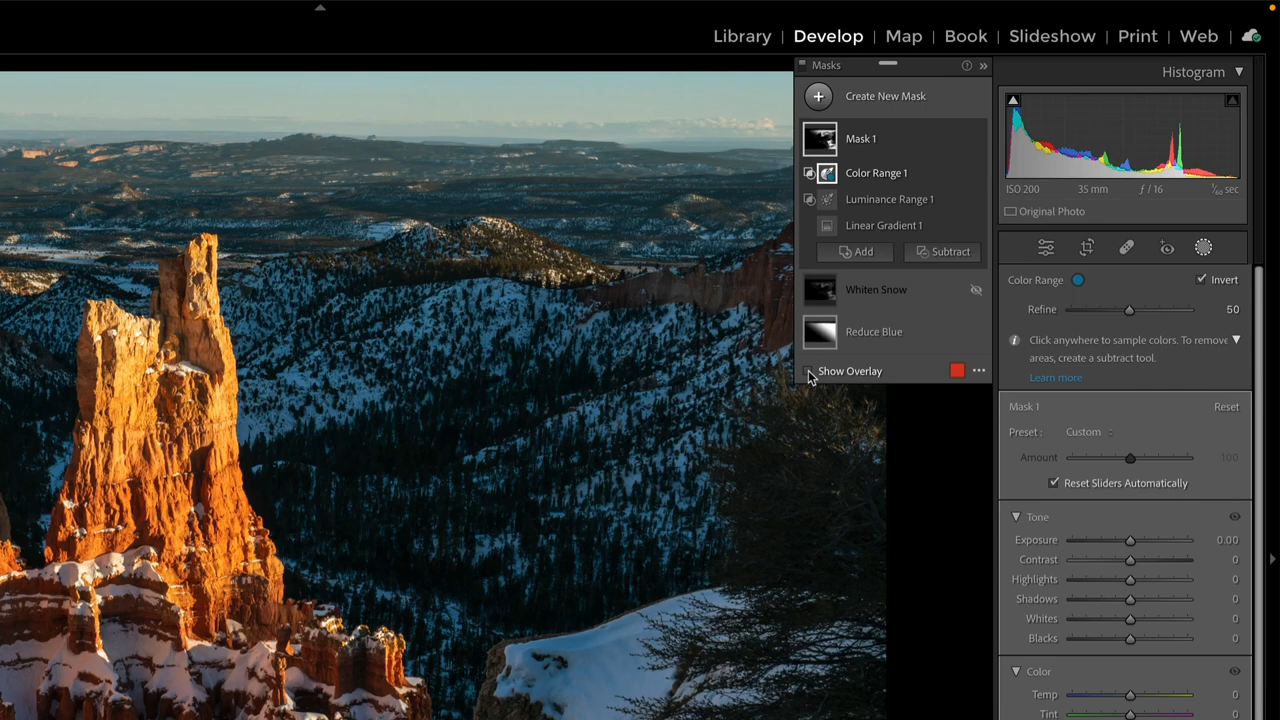 Library | Develop | Map | Book | Slideshow | Print | Web |
Masks
Create New Mask
Mask 1
Color Range 1
Luminance Range 1
Linear Gradient 1
Add
Subtract
Whiten Snow
Reduce Blue
Show Overlay
Histogram
ISO 200 35 mm ƒ / 16 1/60 sec
Original Photo
Color Range Invert
Refine 50
Click anywhere to sample colors. To remove
areas, create a subtract tool.
Learn more
Mask 1 Reset
Preset : Custom
Amount 100
Reset Sliders Automatically
Tone
Exposure 0.00
Contrast 0
Highlights 0
Shadows 0
Whites 0
Blacks 0
Color
Temp 0
Tint 0